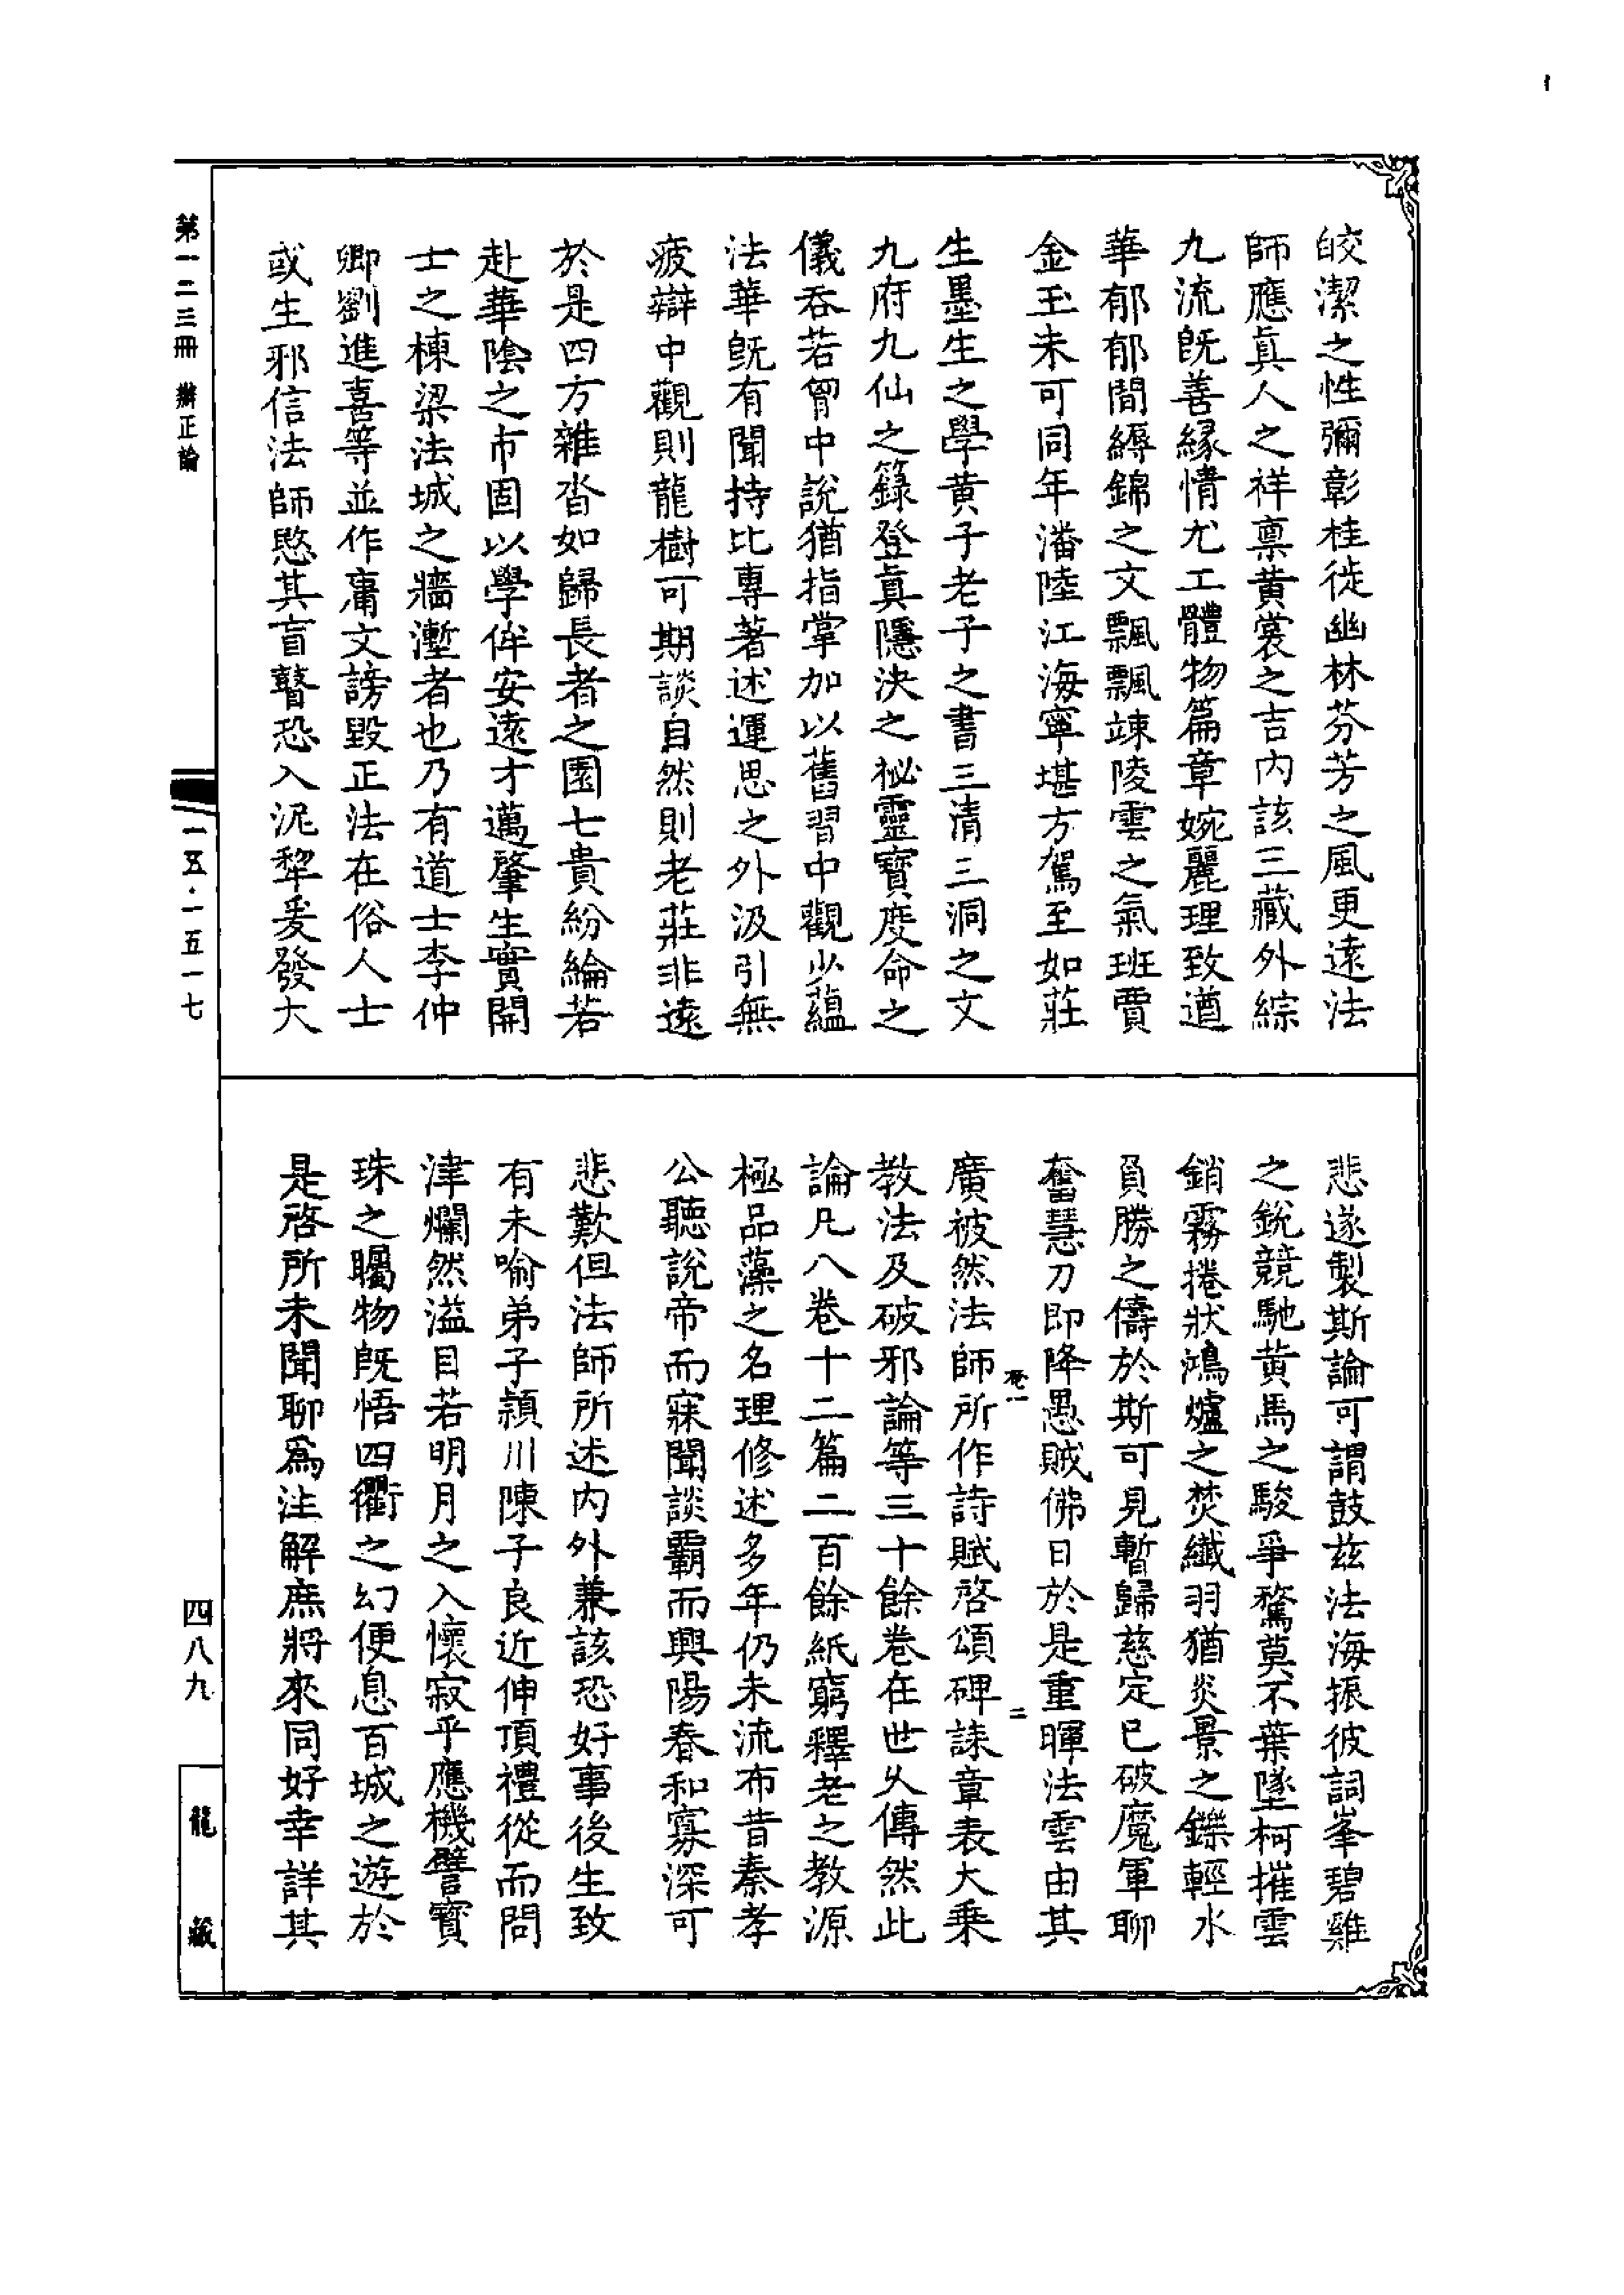 皎潔之性彌彰桂徙幽林芬芳之風更遠法
師應眞人之祥禀黄裳之吉内該三藏外綜
九流旣善緣情尤工體物篇章婉麗理致遒
華郁郁間縟錦之文飄飄竦陵雲之氣班賈
金玉未可同年潘陸江海寧堪方駕至如莊
生墨生之學黄子老子之書三清三洞之文
九府九仙之籙登眞隱決之祕靈寶度命之
儀吞若胷中說猶指掌加以舊習中觀少蘊
法華旣有聞持比專著述運思之外汲引無
疲辯中觀則龍樹可期談自然則老莊非遠
於是四方雜沓如歸長者之園七貴紛綸若
赴華陰之市固以學侔安遠才邁肇生實開
士之棟梁法城之牆塹者也乃有道士李仲
卿劉進喜等並作庸文謗毀正法在俗人士
或生邪信法師愍其盲瞽恐入泥犂爰發大
悲遂製斯論可謂鼓兹法海振彼詞峯碧雞
之銳競馳黄馬之駿爭騖莫不葉墜柯摧雲
銷霧捲狀鴻爐之焚纖羽猶炎景之鑠輕水
負勝之儔於斯可見暫歸慈定已破魔軍聊
奮慧刀即降愚賊佛日於是重暉法雲由其
卷一 二
廣被然法師所作詩賦啓頌碑誄章表大乗
教法及破邪論等三十餘卷在世乆傳然此
論凡八卷十二篇二百餘紙窮釋老之教源
極品藻之名理修述多年仍未流布昔秦孝
公聽說帝而寐聞談霸而興陽春和寡深可
悲歎但法師所述内外兼該恐好事後生致
有未喻弟子頴川陳子良近伸頂禮從而問
津爛然溢目若明月之入懷寂乎應機譬寳
珠之矚物旣悟四衢之幻便息百城之遊於
是啓所未聞聊爲注解庶將來同好幸詳其
第一二三冊 辯正論
一五·一五一七
四八九
龍藏